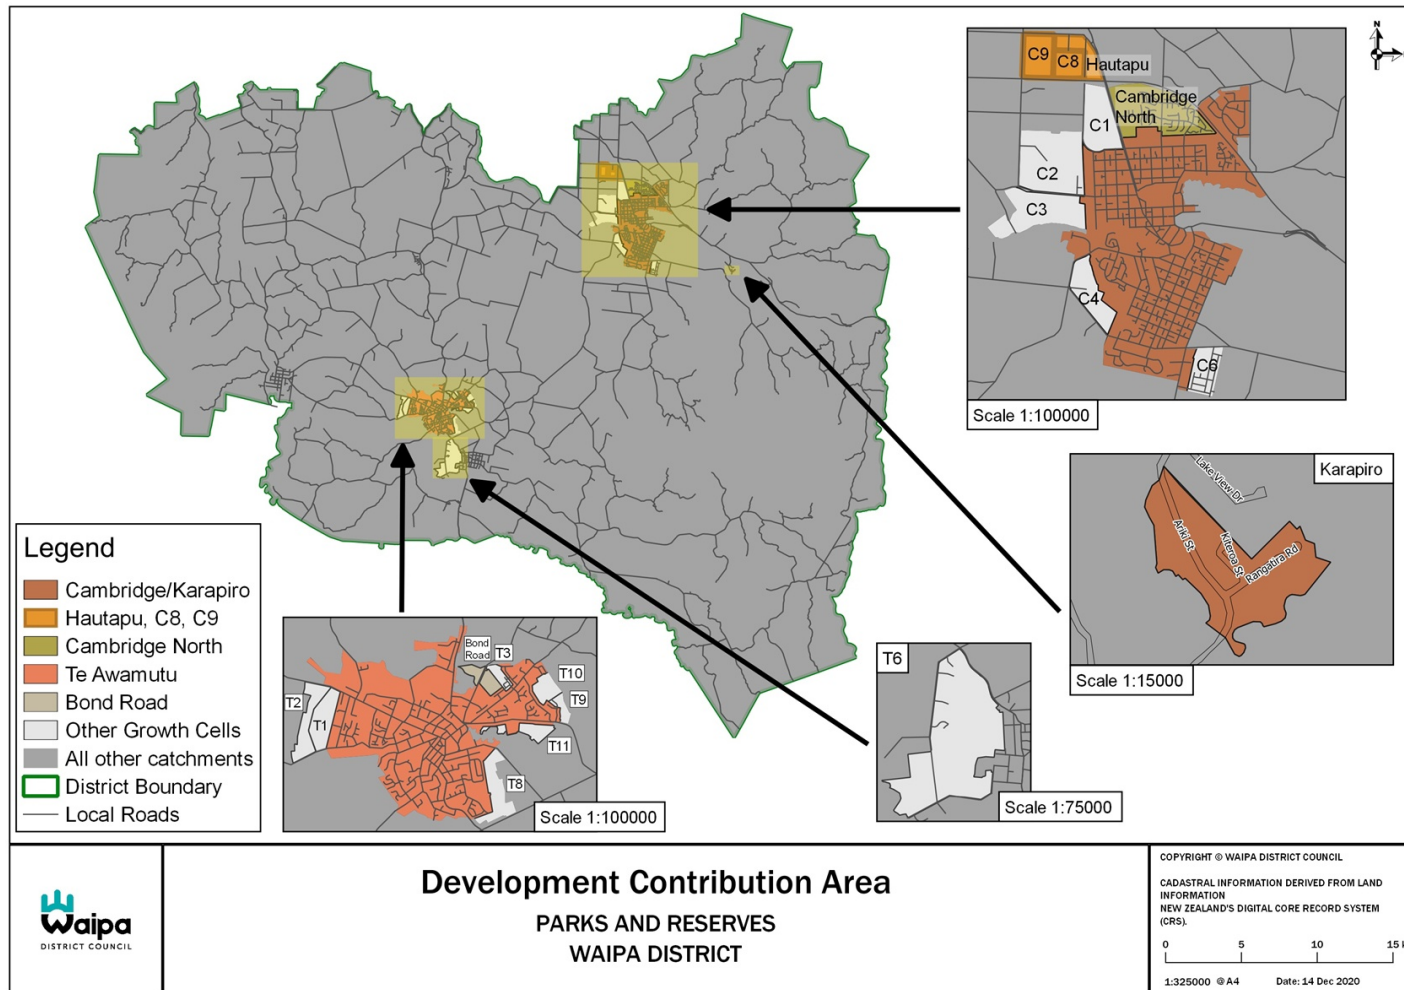 N
C9
C8
Hautapu
Cambridge
North
C1
C2
C3
C4
C6
Scale 1:100000
Karapiro
Lake View Dr
Ariki St
Kiteroa St
Rangatira Rd
Scale 1:15000
Legend
Cambridge/Karapiro
Hautapu, C8, C9
Cambridge North
Te Awamutu
Bond Road
Other Growth Cells
All other catchments
District Boundary
Local Roads
Bond
Road
T3
T10
T9
T2
T1
T11
T8
Scale 1:100000
T6
Scale 1:75000
Waipa
DISTRICT COUNCIL
Development Contribution Area
PARKS AND RESERVES
WAIPA DISTRICT
COPYRIGHT © WAIPA DISTRICT COUNCIL
CADASTRAL INFORMATION DERIVED FROM LAND
INFORMATION
NEW ZEALAND'S DIGITAL CORE RECORD SYSTEM
(CRS).
0 5 10 15 k
1:325000 @ A4 Date: 14 Dec 2020